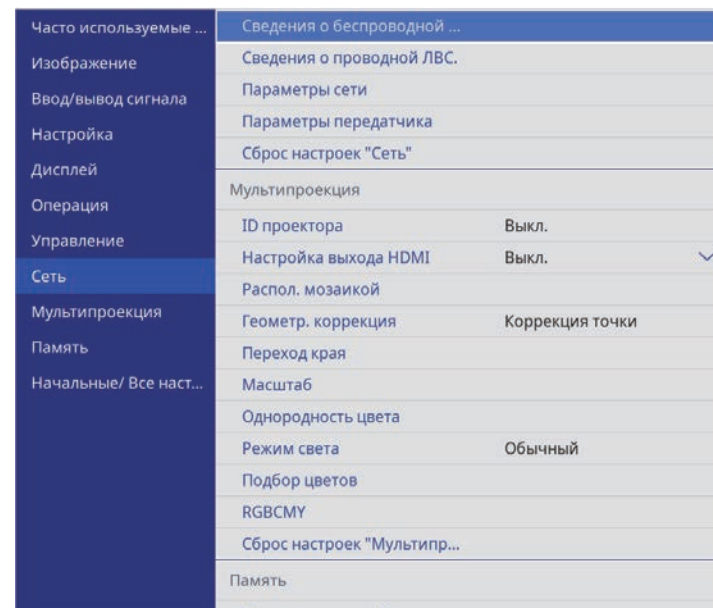 Часто используемые ...
Изображение
Ввод/вывод сигнала
Настройка
Дисплей
Операция
Управление
Сеть
Мультипроекция
Память
Начальные/ Все наст...
Сведения о беспроводной ...
Сведения о проводной ЛВС.
Параметры сети
Параметры передатчика
Сброс настроек "Сеть"
Мультипроекция
ID проектора Выкл.
Настройка выхода HDMI Выкл.
Распол. мозаикой
Геометр. коррекция Коррекция точки
Переход края
Масштаб
Однородность цвета
Режим света Обычный
Подбор цветов
RGBCMY
Сброс настроек "Мультипр...
Память